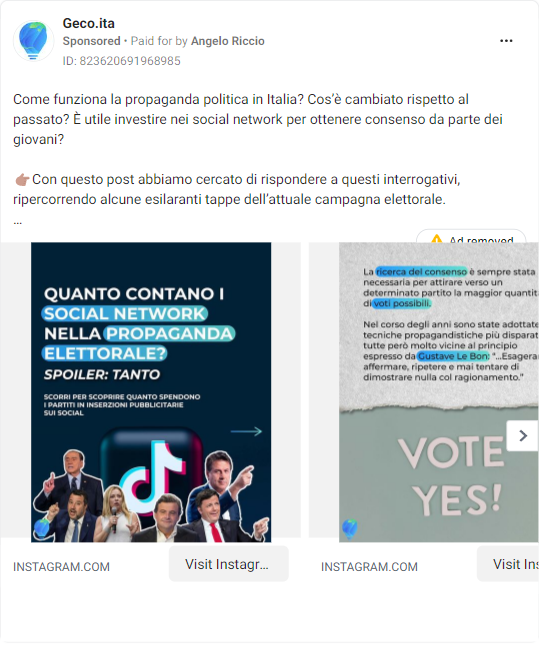 Geco.ita
Sponsored • Paid for by Angelo Riccio
ID: 823620691968985
Come funziona la propaganda politica in Italia? Cos'è cambiato rispetto al
passato? È utile investire nei social network per ottenere consenso da parte dei
giovani?
👉🏽Con questo post abbiamo cercato di rispondere a questi interrogativi,
ripercorrendo alcune esilaranti tappe dell'attuale campagna elettorale.
...
Ad removed
QUANTO CONTANO I
SOCIAL NETWORK
NELLA PROPAGANDA
ELETTORALE?
SPOILER: TANTO
SCORRI PER SCOPRIRE QUANTO SPENDONO
I PARTITI IN INSERZIONI PUBBLICITARIE
SUI SOCIAL
INSTAGRAM.COM
Visit Instagr...
La ricerca del consenso è sempre stata
necessaria per attirare verso un
determinato partito la maggior quantit
di voti possibili.
Nel corso degli anni sono state adottate
tecniche propagandistiche più disparat
tutte però molto vicine al principio
espresso da Gustave Le Bon: "...Esagera
affermare, ripetere e mai tentare di
dimostrare nulla col ragionamento."
VOTE
YES!
INSTAGRAM.COM
Visit Ins